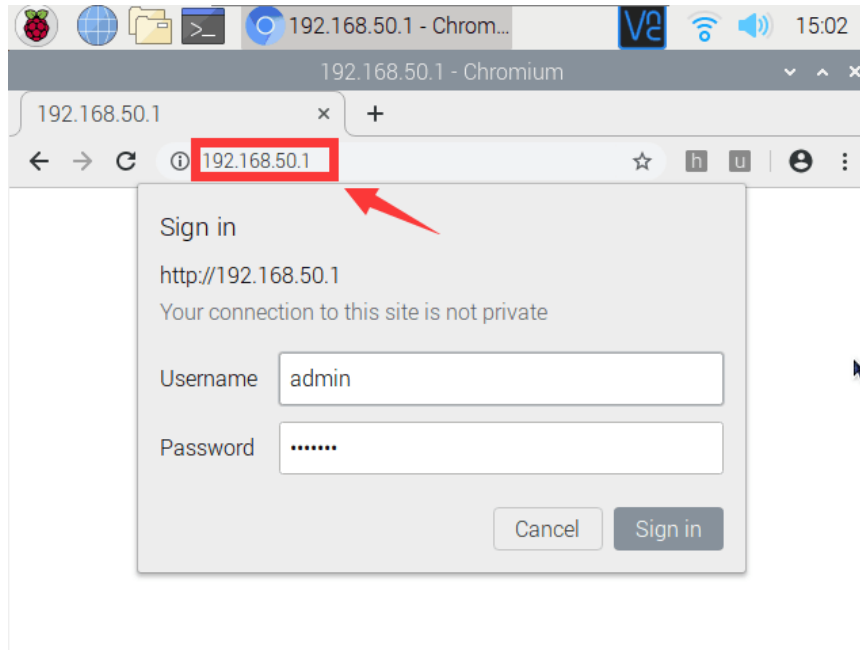 192.168.50.1 - Chrom...
VNC
15:02
192.168.50.1 - Chromium
192.168.50.1
192.168.50.1
h
u
Sign in
http://192.168.50.1
Your connection to this site is not private
Username
admin
Password
•••••••
Cancel
Sign in